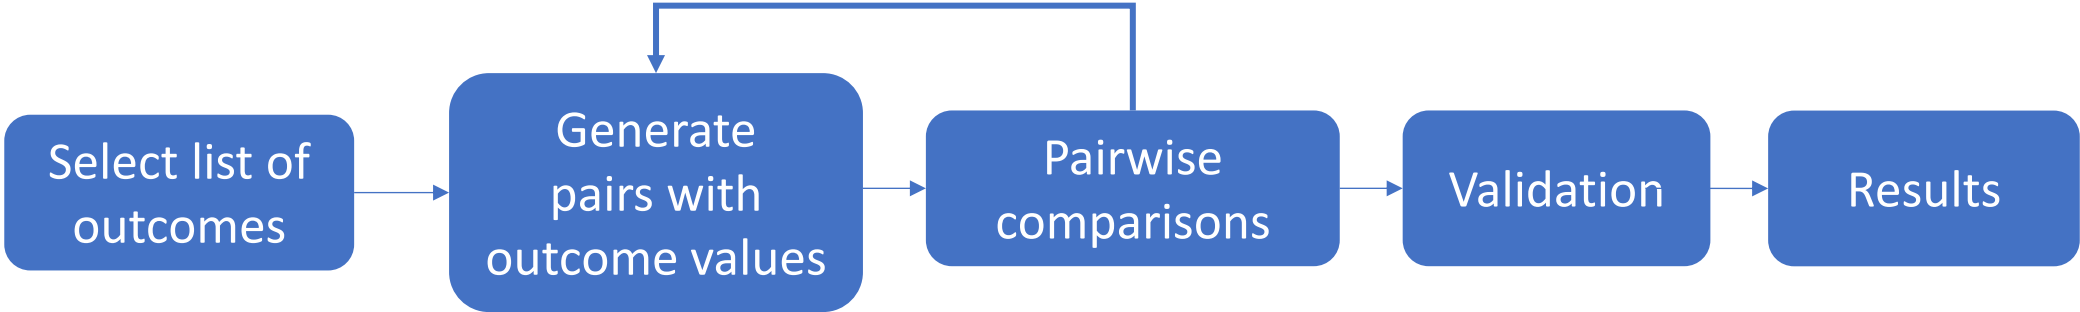 Select list of
outcomes
Generate
pairs with
outcome values
Pairwise
comparisons
Validation
Results